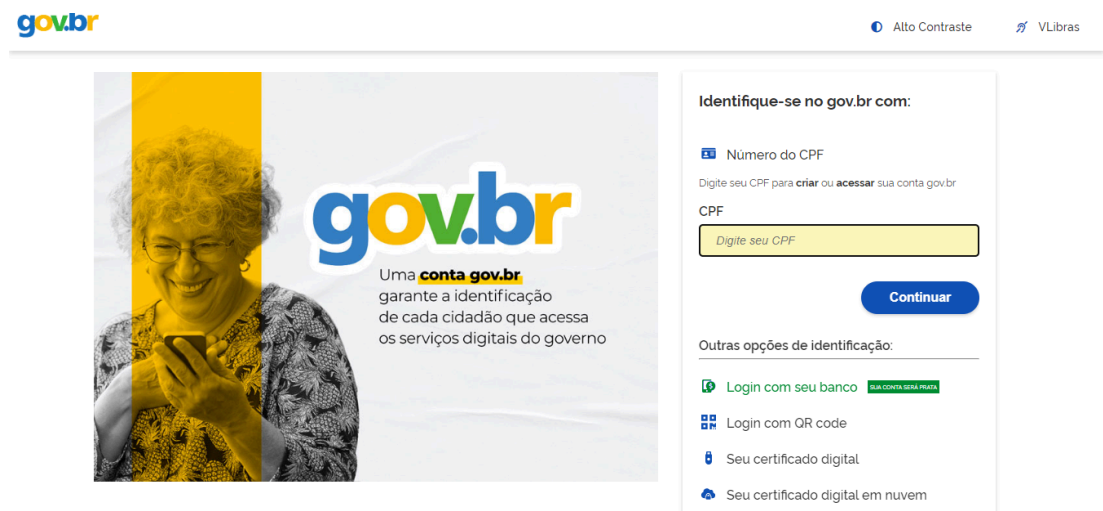 gov.br
Alto Contraste
VLibras
gov.br
Uma conta gov.br
garante a identificação
de cada cidadão que acessa
os serviços digitais do governo
Identifique-se no gov.br com:
Número do CPF
Digite seu CPF para criar ou acessar sua conta gov.br
CPF
Digite seu CPF
Continuar
Outras opções de identificação:
Login com seu banco SUA CONTA SERÁ PRATA
Login com QR code
Seu certificado digital
Seu certificado digital em nuvem